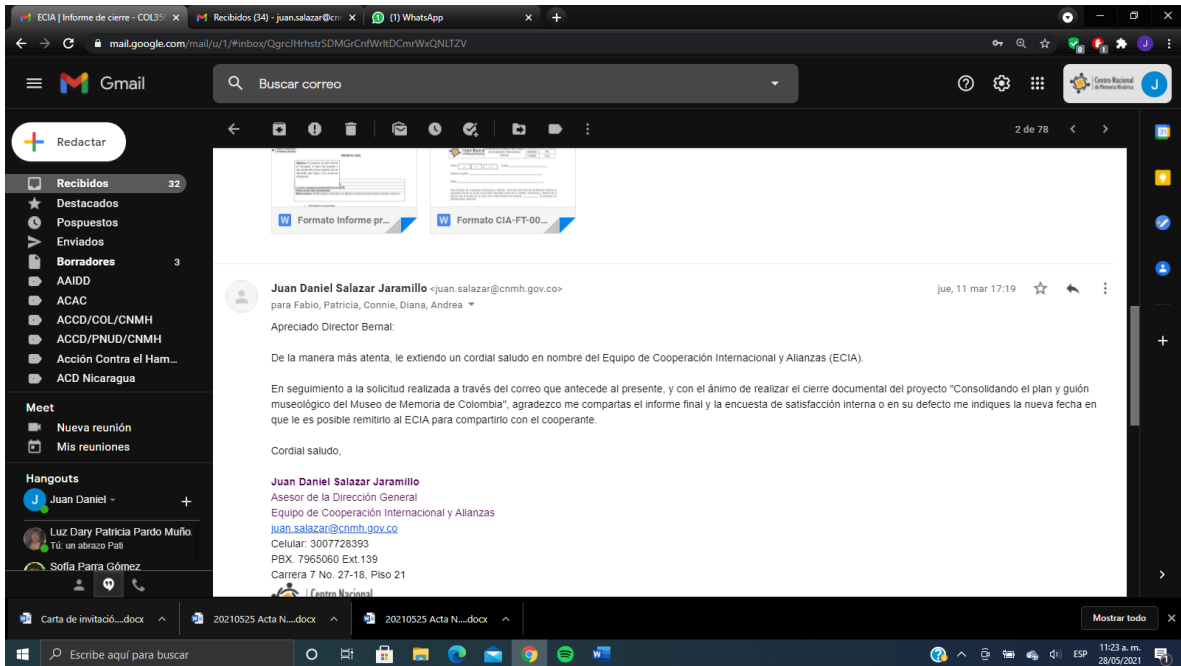 ECIA | Informe de cierre - COL35
Recibidos (34) - juan.salazar@cn
(1) WhatsApp
mail.google.com/mail/u/1/#inbox/QgrcJHrhstrSDMGrCnfWrltDCmrWxQNLTZV
Gmail
Buscar correo
Centro Nacional
de Memoria Histórica
J
Redactar
2 de 78
Recibidos 32
Destacados
Pospuestos
Enviados
Borradores 3
AAIDD
ACAC
ACCD/COL/CNMH
ACCD/PNUD/CNMH
Acción Contra el Ham...
ACD Nicaragua
Meet
Nueva reunión
Mis reuniones
Hangouts
Juan Daniel
Luz Dary Patricia Pardo Muño
Tú: un abrazo Pati
Sofía Parra Gómez
W Formato Informe pr...
W Formato CIA-FT-00...
Juan Daniel Salazar Jaramillo <juan.salazar@cnmh.gov.co>
jue, 11 mar 17:19
para Fabio, Patricia, Connie, Diana, Andrea
Apreciado Director Bernal:
De la manera más atenta, le extiendo un cordial saludo en nombre del Equipo de Cooperación Internacional y Alianzas (ECIA).
En seguimiento a la solicitud realizada a través del correo que antecede al presente, y con el ánimo de realizar el cierre documental del proyecto "Consolidando el plan y guión
museológico del Museo de Memoria de Colombia", agradezco me compartas el informe final y la encuesta de satisfacción interna o en su defecto me indiques la nueva fecha en
que le es posible remitirlo al ECIA para compartirlo con el cooperante.
Cordial saludo,
Juan Daniel Salazar Jaramillo
Asesor de la Dirección General
Equipo de Cooperación Internacional y Alianzas
juan.salazar@cnmh.gov.co
Celular: 3007728393
PBX. 7965060 Ext.139
Carrera 7 No. 27-18, Piso 21
Centro Nacional
Carta de invitació....docx
20210525 Acta N....docx
20210525 Acta N....docx
Mostrar todo
Escribe aquí para buscar
ESP
11:23 a. m.
28/05/2021